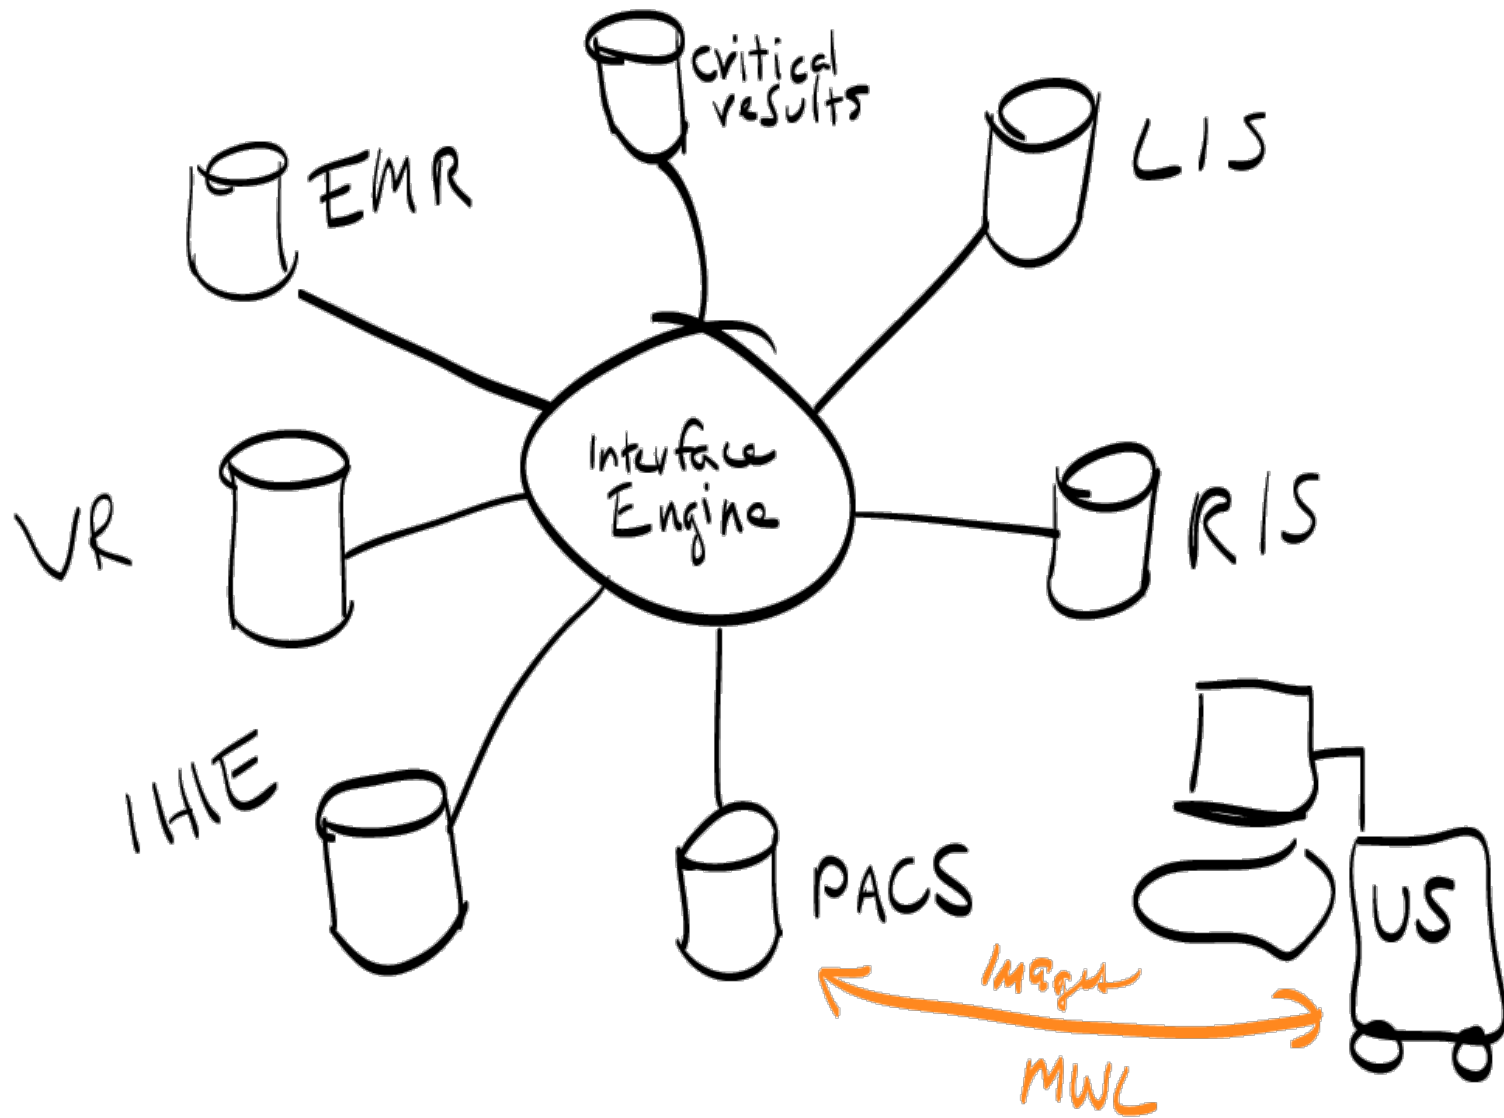 critical
results
EMR
LIS
Interface
Engine
VR
RIS
IHIE
PACS
US
Images
MWL